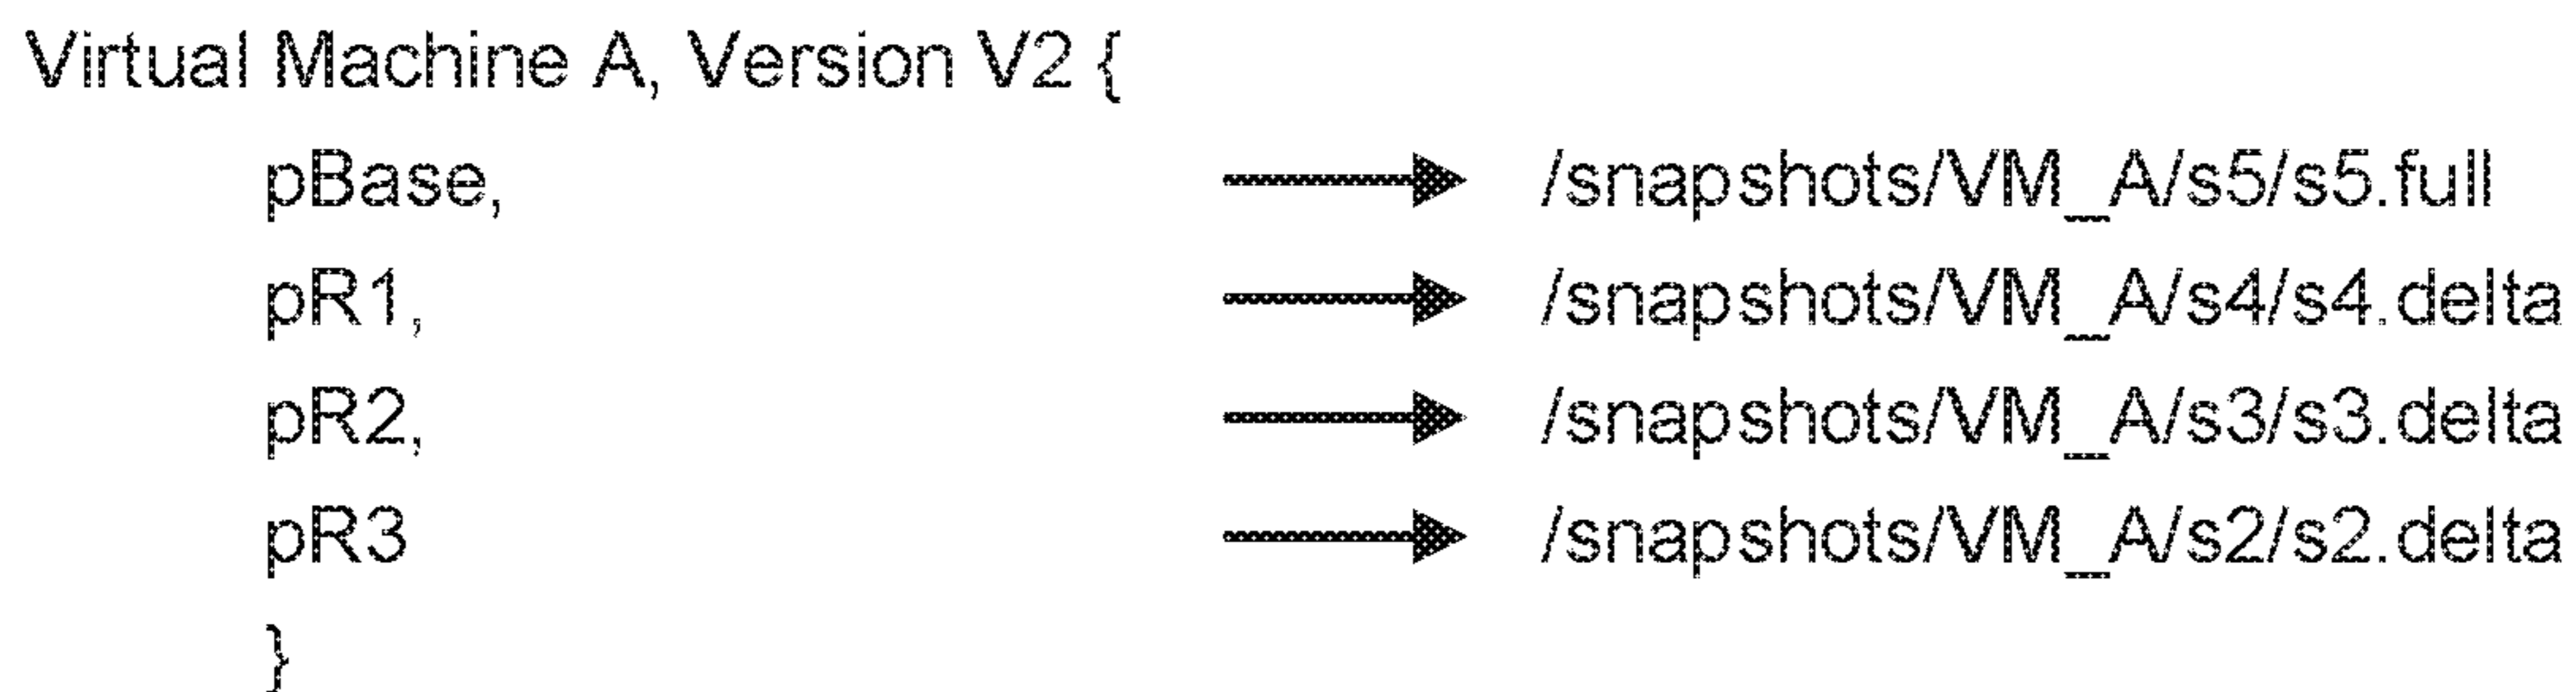 Virtual Machine A, Version V2 {
pBase, /snapshots/VM_A/s5/s5.full
pR1, /snapshots/VM_A/s4/s4.delta
pR2, /snapshots/VM_A/s3/s3.delta
pR3 /snapshots/VM_A/s2/s2.delta
}